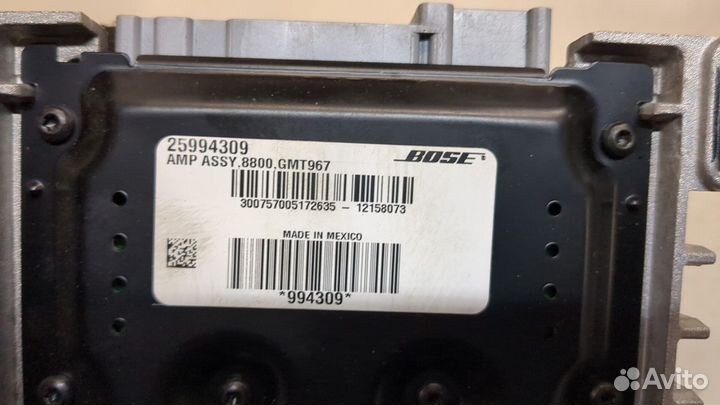 25994309
AMP ASSY.8800.GMT967
BOSE
300757005172635 - 12158073
MADE IN MEXICO
*994309*
Avito